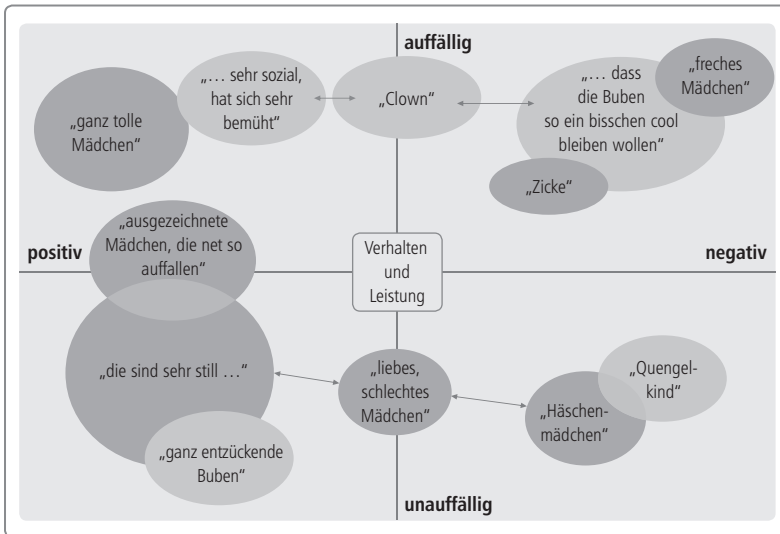 auffällig
„freches
Mädchen“
„… sehr sozial,
hat sich sehr
bemüht“
„Clown“
„… dass
die Buben
so ein bisschen cool
bleiben wollen“
„ganz tolle
Mädchen“
„Zicke“
„ausgezeichnete
Mädchen, die net so
auffallen“
positiv
Verhalten
und
Leistung
negativ
„die sind sehr still …“
„liebes,
schlechtes
Mädchen“
„Quengel-
kind“
„Häschen-
mädchen“
„ganz entzückende
Buben“
unauffällig